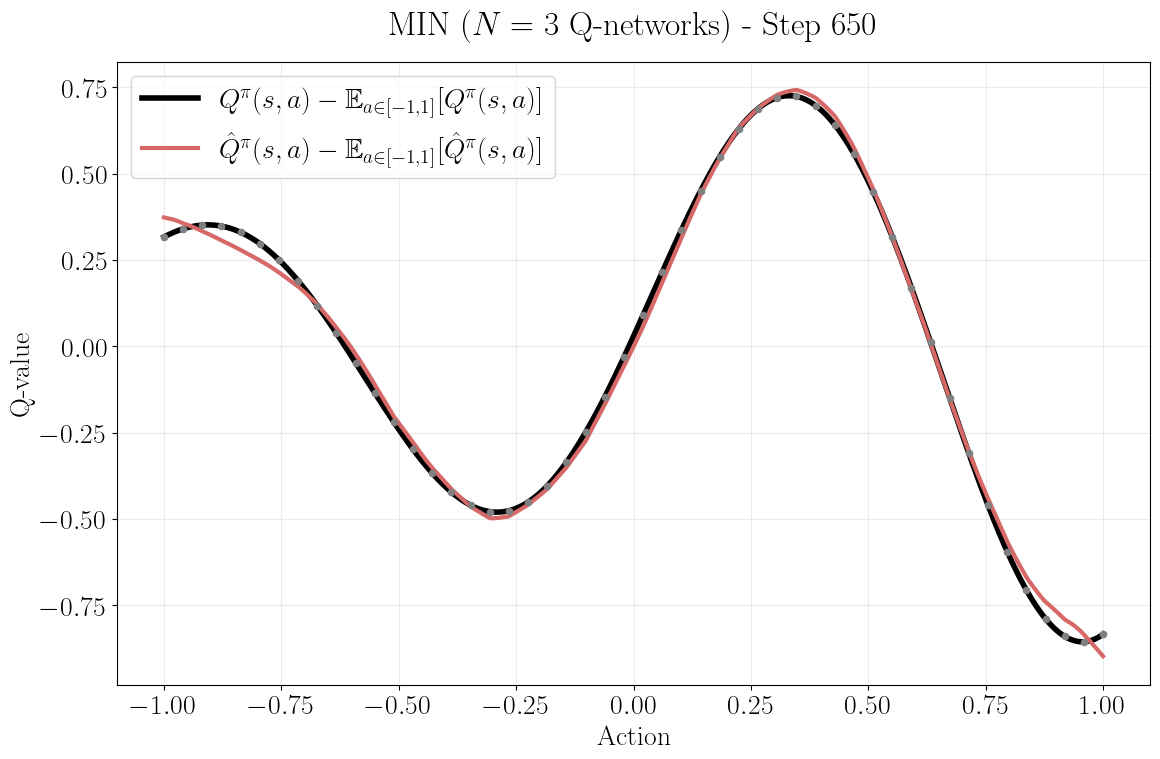 MIN (N = 3 Q-networks) - Step 650
Q^π(s, a) − 𝔼_{a∈[−1,1]}[Q^π(s, a)]
Q̂^π(s, a) − 𝔼_{a∈[−1,1]}[Q̂^π(s, a)]
0.75
0.50
0.25
0.00
−0.25
−0.50
−0.75
Q-value
−1.00 −0.75 −0.50 −0.25 0.00 0.25 0.50 0.75 1.00
Action